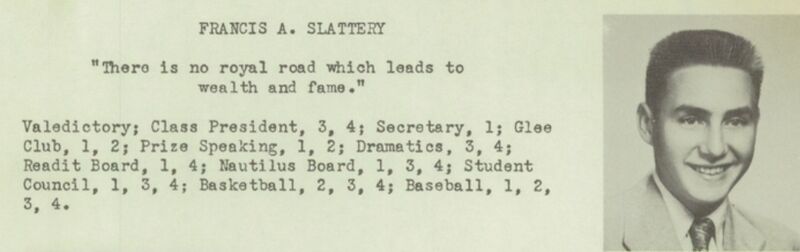 FRANCIS A. SLATTERY
"There is no royal road which leads to
wealth and fame."
Valedictory; Class President, 3, 4; Secretary, 1; Glee
Club, 1, 2; Prize Speaking, 1, 2; Dramatics, 3, 4;
Readit Board, 1, 4; Nautilus Board, 1, 3, 4; Student
Council, 1, 3, 4; Basketball, 2, 3, 4; Baseball, 1, 2,
3, 4.